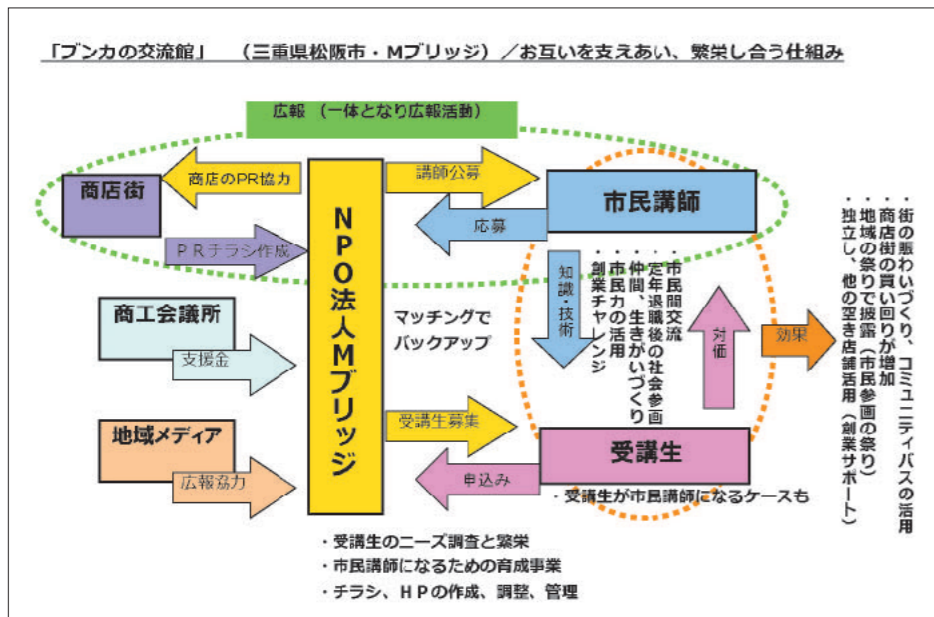 「ブンカの交流館」　（三重県松阪市・Mブリッジ）／お互いを支えあい、繁栄し合う仕組み
広報　（一体となり広報活動）
商店街
商店のPR協力
PRチラシ作成
商工会議所
支援金
地域メディア
広報協力
NPO法人Mブリッジ
講師公募
応募
マッチングで
バックアップ
受講生募集
申込み
市民講師
知識・技術
・市民間交流
・定年退職後の社会参画
・仲間、生きがいづくり
・市民力の活用
・創業チャレンジ
対価
受講生
・受講生が市民講師になるケースも
効果
・街の賑わいづくり、コミュニティバスの活用
・商店街の買い回りが増加
・地域の祭りで披露（市民参画の祭り）
・独立し、他の空き店舗活用（創業サポート）
・受講生のニーズ調査と繁栄
・市民講師になるための育成事業
・チラシ、HPの作成、調整、管理